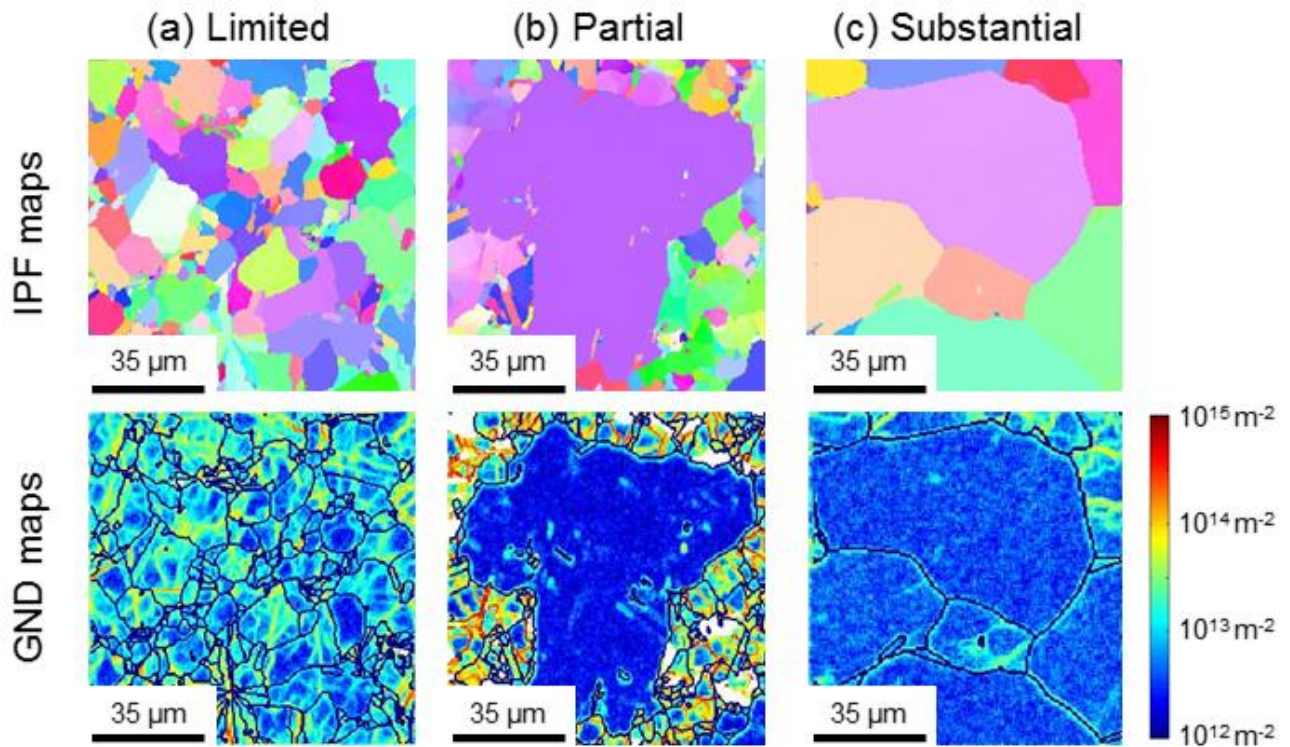 (a) Limited
(b) Partial
(c) Substantial
IPF maps
35 µm
35 µm
35 µm
GND maps
35 µm
35 µm
35 µm
10¹⁵ m⁻²
10¹⁴ m⁻²
10¹³ m⁻²
10¹² m⁻²